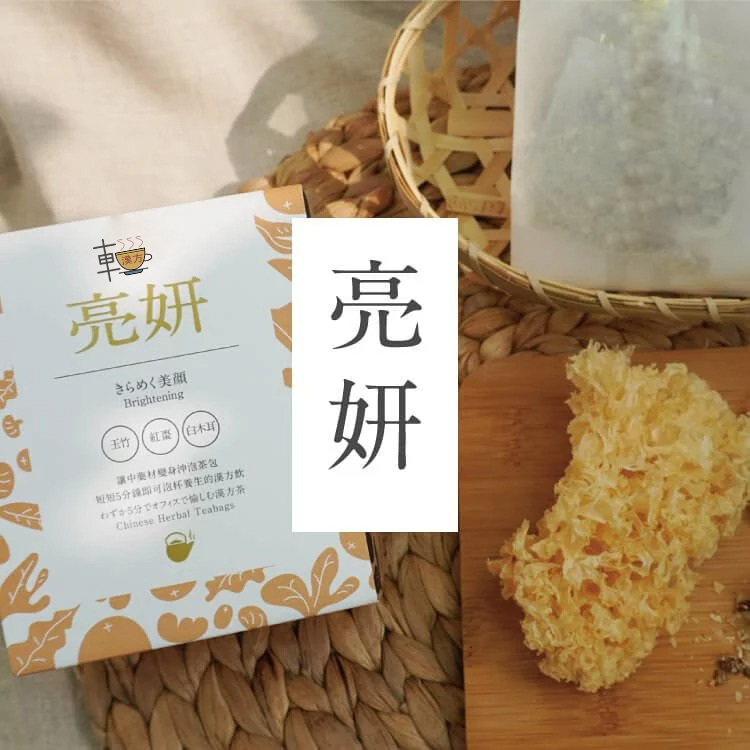 車
漢方
亮妍
きらめく美顔
Brightening
玉竹 紅棗 白木耳
讓中藥材變身沖泡茶包
短短5分鐘即可泡杯養生的漢方飲
わずか5分でオフィスで愉しむ漢方茶
Chinese Herbal Teabags
亮
妍